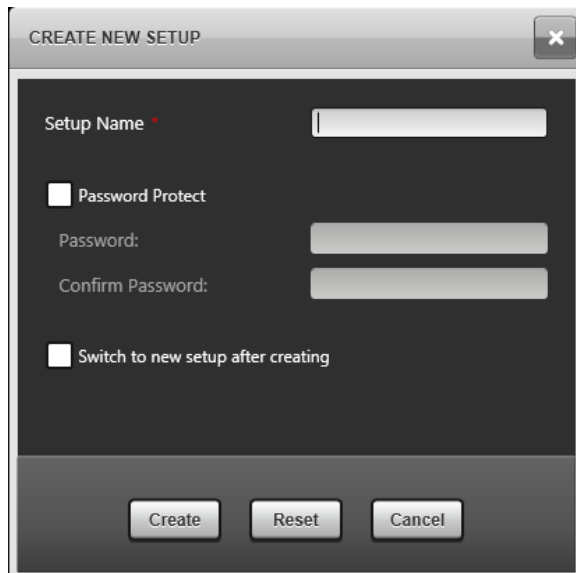 CREATE NEW SETUP
Setup Name *
Password Protect
Password:
Confirm Password:
Switch to new setup after creating
Create Reset Cancel